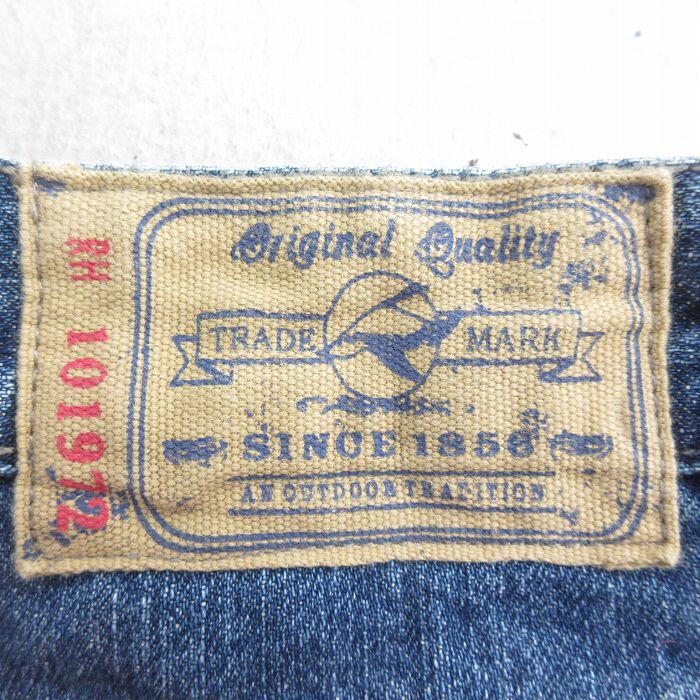 Original Quality
TRADE MARK
SINCE 1856
AN OUTDOOR TRADITION
RH 101972